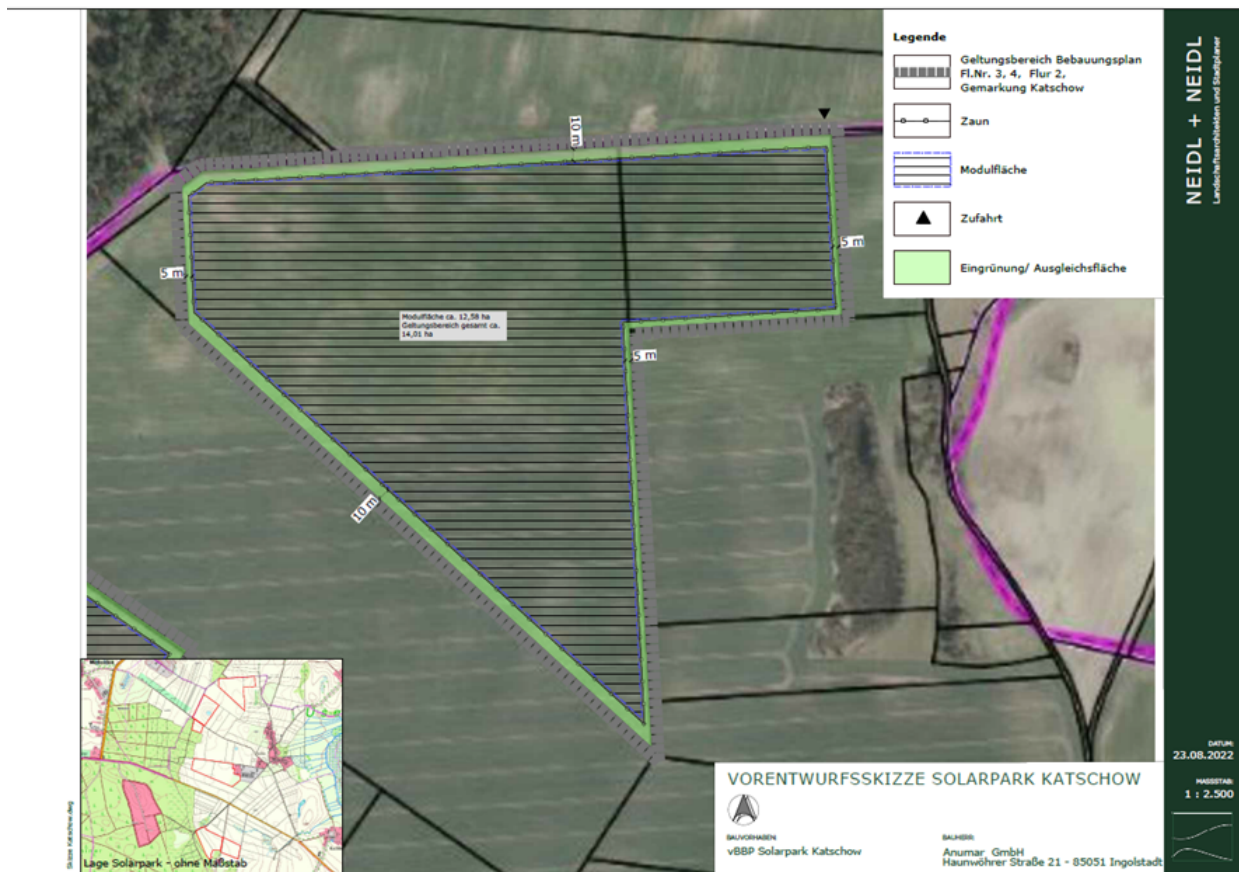 Legende
Geltungsbereich Bebauungsplan
Fl.Nr. 3, 4, Flur 2,
Gemarkung Katschow
Zaun
Modulfläche
Zufahrt
Eingrünung/ Ausgleichsfläche
NEIDL + NEIDL
Landschaftsarchitekten und Stadtplaner
10 m
5 m
5 m
Modulfläche ca. 12,58 ha
Geltungsbereich gesamt ca.
14,01 ha
5 m
10 m
DATUM:
23.08.2022
MASSSTAB:
1 : 2.500
VORENTWURFSSKIZZE SOLARPARK KATSCHOW
BAUVORHABEN:
vBBP Solarpark Katschow
BAUHERR:
Anumar GmbH
Haunwöhrer Straße 21 - 85051 Ingolstadt
Skizze Katschow.dwg
Lage Solarpark - ohne Maßstab